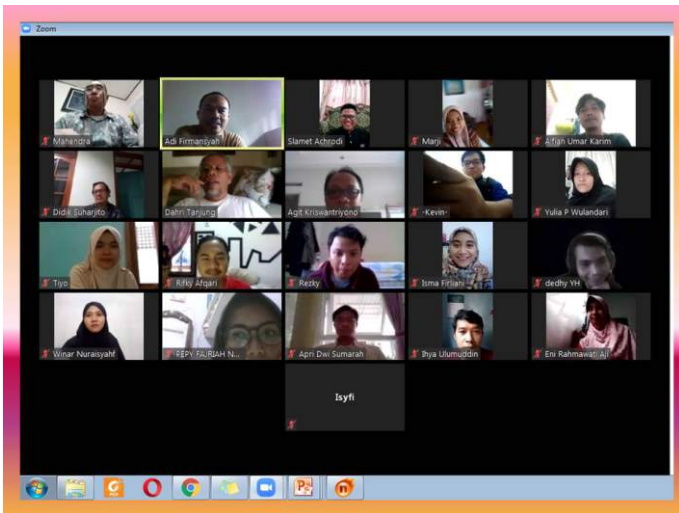 Zoom
Mahendra
Adi Firmansyah
Slamet Achrodi
Marji
Alfian Umar Karim
Didik Suharjito
Dahri Tanjung
Agit Kriswantriyono
-Kevin-
Yulia P Wulandari
Tiyo
Rifky Afqari
Rezky
Isma Firliani
dedhy YH
Winar Nuraisyahf
REPY FAJRIAH N...
Apri Dwi Sumarah
Ihya Ulumuddin
Eni Rahmawati Aji
Isyfi